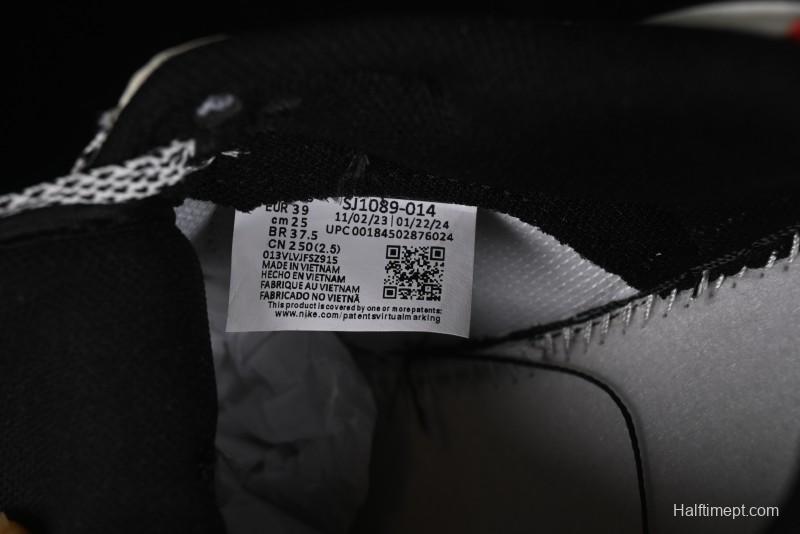 EUR 39
cm 25
BR 37.5
CN 250(2.5)
013VLVJFSZ915
MADE IN VIETNAM
HECHO EN VIETNAM
FABRIQUE AU VIETNAM
FABRICADO NO VIETNÃ
SJ1089-014
11/02/23 | 01/22/24
UPC00184502876024
This product is covered by one or more patents:
www.nike.com/patentsvirtualmarking
Halftimept.com/